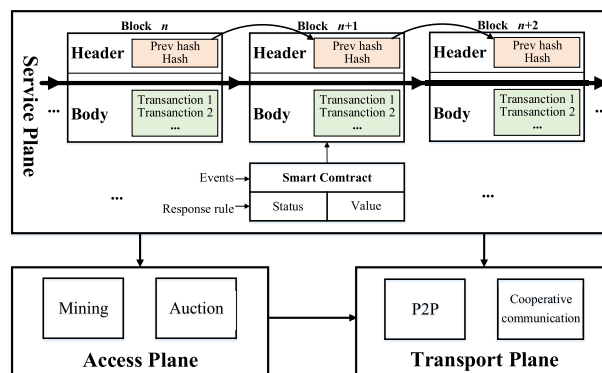 Block n
Block n+1
Block n+2
Service Plane
Header
Prev hash
Hash
Header
Prev hash
Hash
Header
Prev hash
Hash
...
Body
Transanction 1
Transanction 2
...
Body
Transanction 1
Transanction 2
...
Body
Transanction 1
Transanction 2
...
...
Events
Smart Comtract
Response rule
Status
Value
...
...
Mining
Auction
Access Plane
P2P
Cooperative
communication
Transport Plane